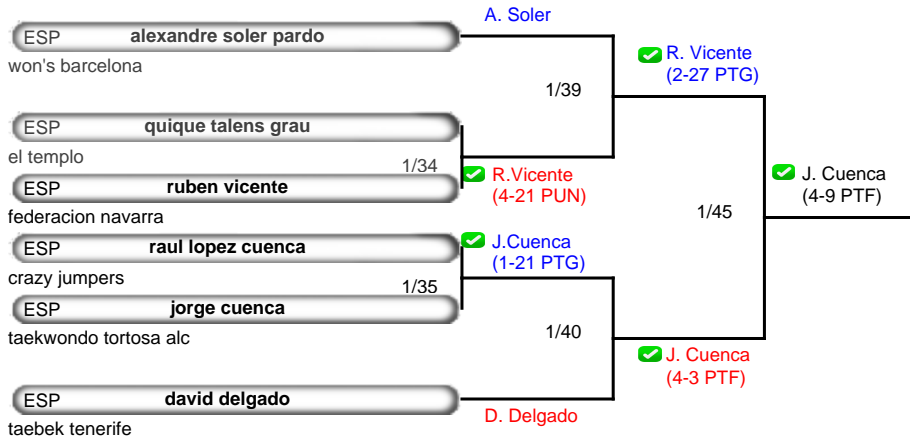 A. Soler
ESP alexandre soler pardo
won's barcelona
R. Vicente
(2-27 PTG)
1/39
ESP quique talens grau
el templo
1/34
R.Vicente
(4-21 PUN)
ESP ruben vicente
federacion navarra
J. Cuenca
(4-9 PTF)
1/45
ESP raul lopez cuenca
crazy jumpers
J.Cuenca
(1-21 PTG)
1/35
ESP jorge cuenca
taekwondo tortosa alc
1/40
J. Cuenca
(4-3 PTF)
ESP david delgado
taebek tenerife
D. Delgado